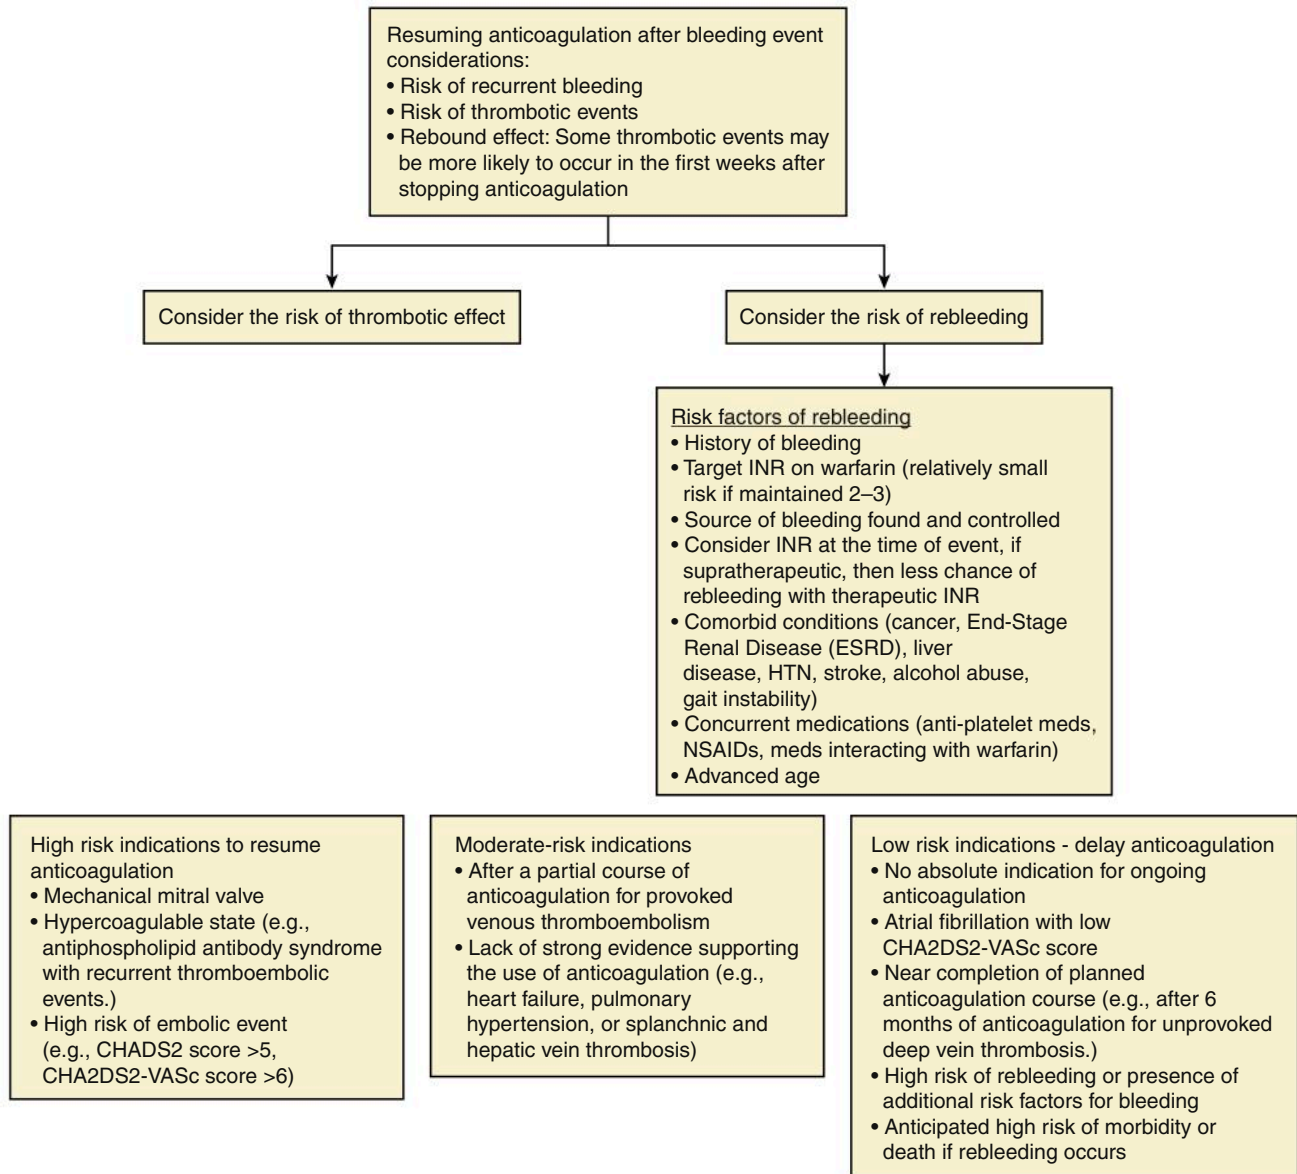 Resuming anticoagulation after bleeding event
considerations:
• Risk of recurrent bleeding
• Risk of thrombotic events
• Rebound effect: Some thrombotic events may
be more likely to occur in the first weeks after
stopping anticoagulation
Consider the risk of thrombotic effect
Consider the risk of rebleeding
Risk factors of rebleeding
• History of bleeding
• Target INR on warfarin (relatively small
risk if maintained 2–3)
• Source of bleeding found and controlled
• Consider INR at the time of event, if
supratherapeutic, then less chance of
rebleeding with therapeutic INR
• Comorbid conditions (cancer, End-Stage
Renal Disease (ESRD), liver
disease, HTN, stroke, alcohol abuse,
gait instability)
• Concurrent medications (anti-platelet meds,
NSAIDs, meds interacting with warfarin)
• Advanced age
High risk indications to resume
anticoagulation
• Mechanical mitral valve
• Hypercoagulable state (e.g.,
antiphospholipid antibody syndrome
with recurrent thromboembolic
events.)
• High risk of embolic event
(e.g., CHADS2 score >5,
CHA2DS2-VASc score >6)
Moderate-risk indications
• After a partial course of
anticoagulation for provoked
venous thromboembolism
• Lack of strong evidence supporting
the use of anticoagulation (e.g.,
heart failure, pulmonary
hypertension, or splanchnic and
hepatic vein thrombosis)
Low risk indications - delay anticoagulation
• No absolute indication for ongoing
anticoagulation
• Atrial fibrillation with low
CHA2DS2-VASc score
• Near completion of planned
anticoagulation course (e.g., after 6
months of anticoagulation for unprovoked
deep vein thrombosis.)
• High risk of rebleeding or presence of
additional risk factors for bleeding
• Anticipated high risk of morbidity or
death if rebleeding occurs